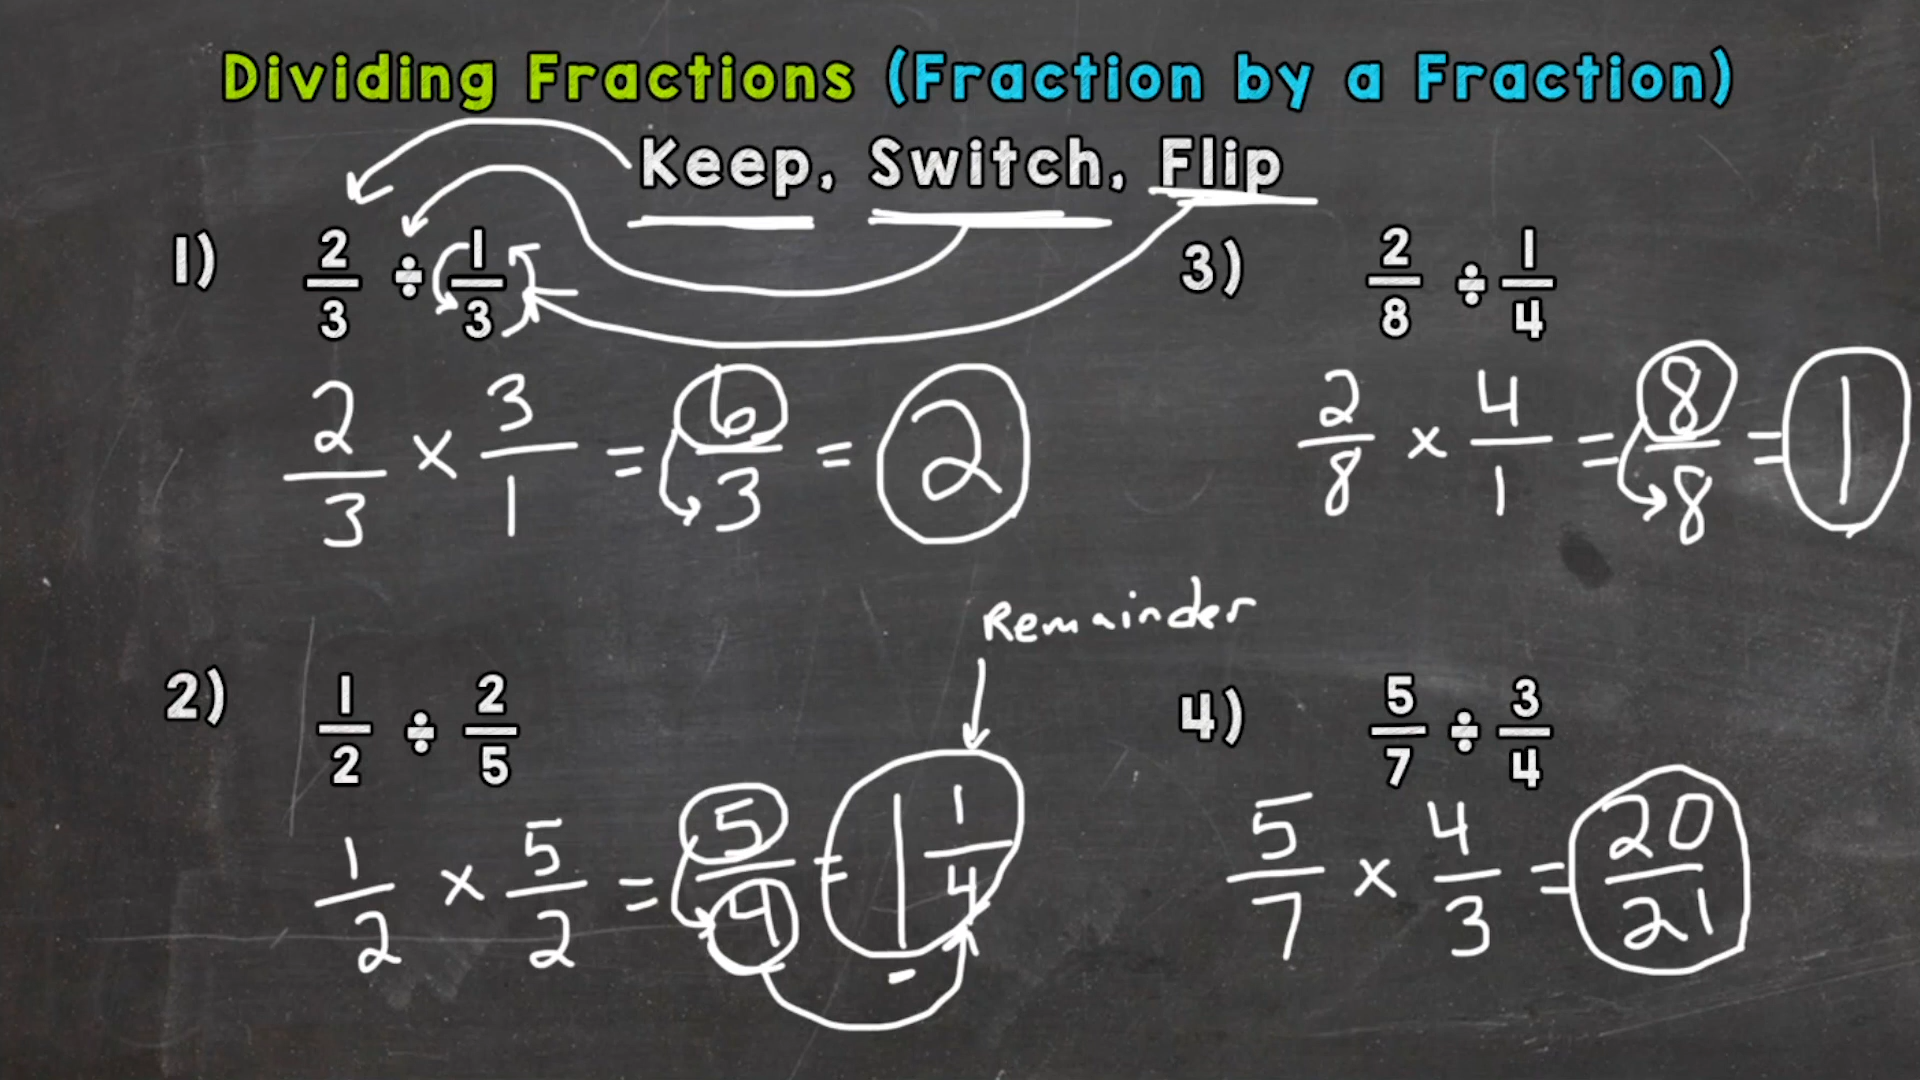 Dividing Fractions (Fraction by a Fraction)
Keep, Switch, Flip
1) 2/3 ÷ 1/3
2/3 × 3/1 = 6/3 = 2
2) 1/2 ÷ 2/5
1/2 × 5/2 = 5/4 = 1 1/4
Remainder
3) 2/8 ÷ 1/4
2/8 × 4/1 = 8/8 = 1
4) 5/7 ÷ 3/4
5/7 × 4/3 = 20/21